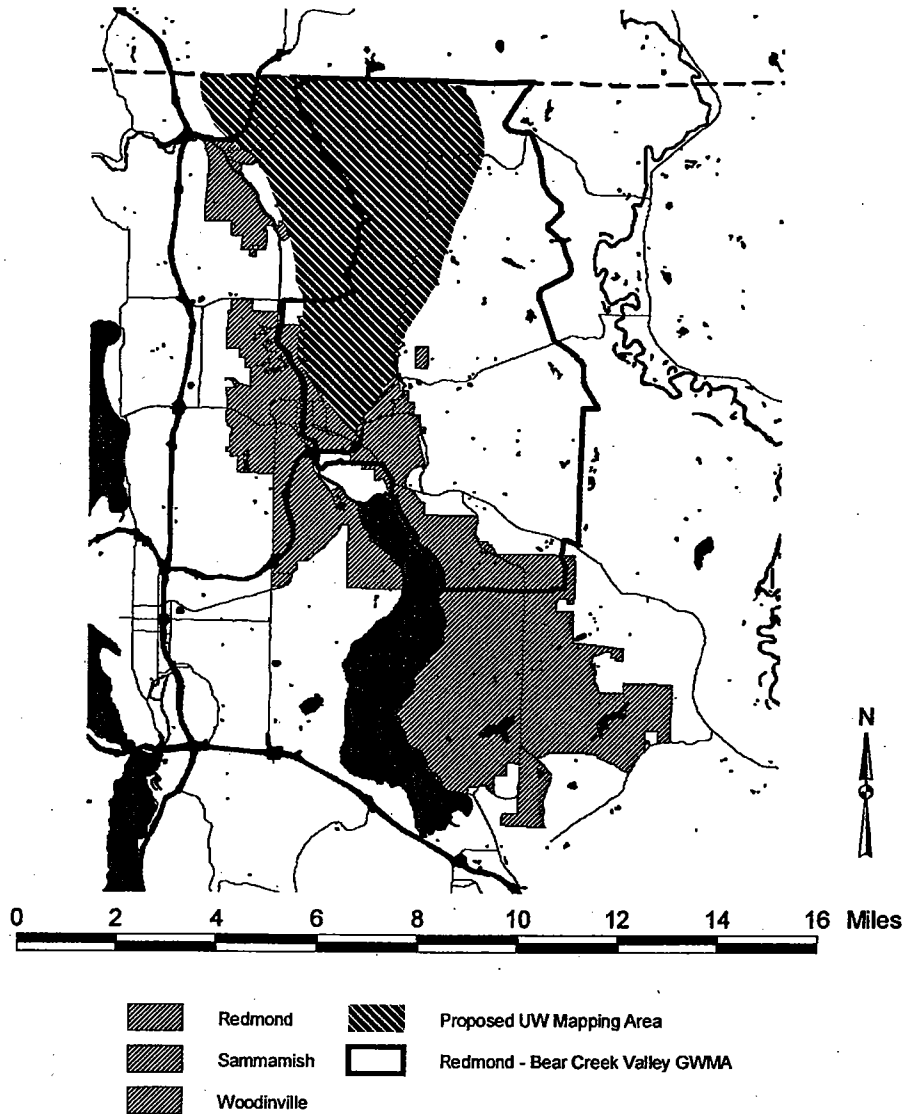 N
0 2 4 6 8 10 12 14 16 Miles
Redmond
Proposed UW Mapping Area
Sammamish
Redmond - Bear Creek Valley GWMA
Woodinville